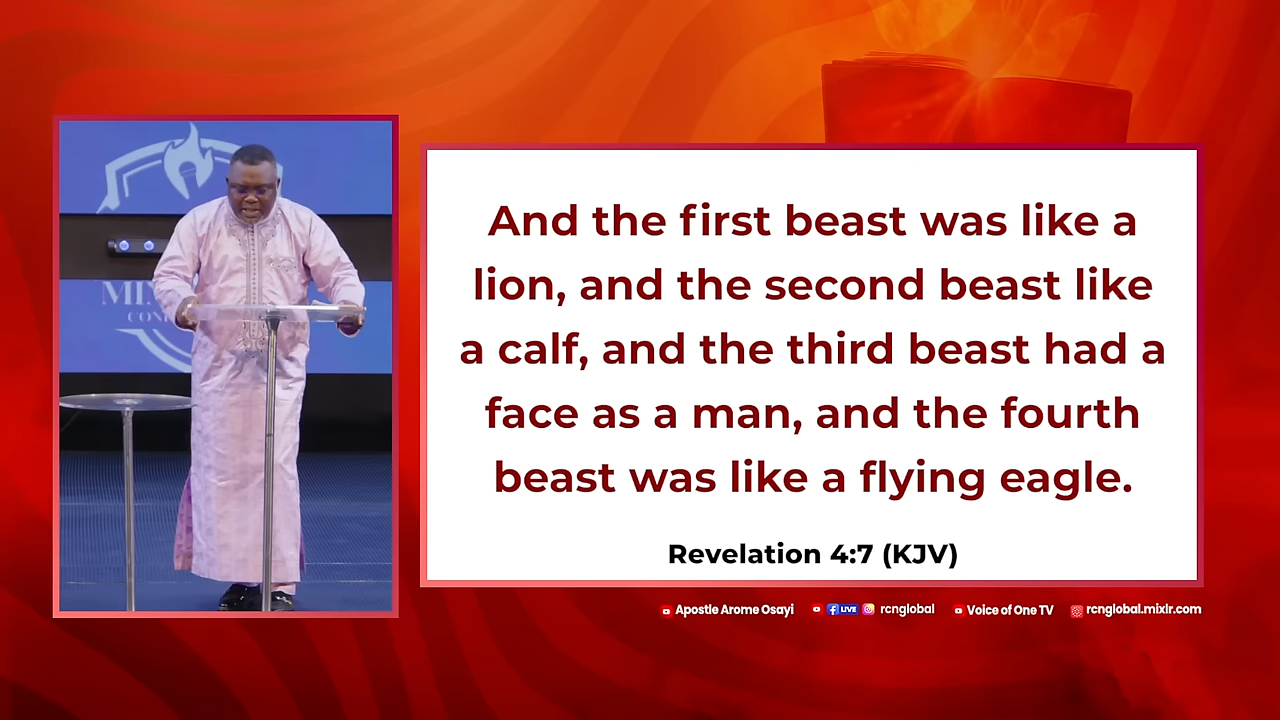 And the first beast was like a
lion, and the second beast like
a calf, and the third beast had a
face as a man, and the fourth
beast was like a flying eagle.
Revelation 4:7 (KJV)
Apostle Arome Osayi
LIVE
rcnglobal
Voice of One TV
rcnglobal.mixlr.com